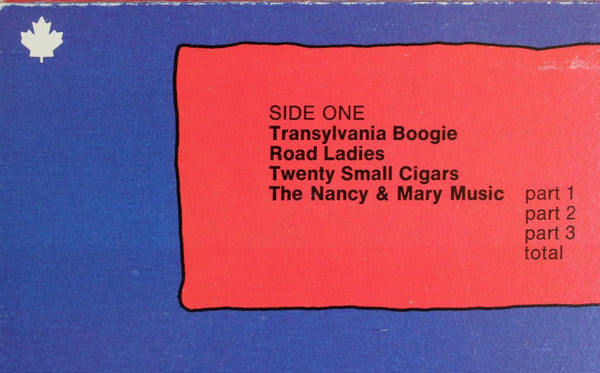 SIDE ONE
Transylvania Boogie
Road Ladies
Twenty Small Cigars
The Nancy & Mary Music part 1
part 2
part 3
total